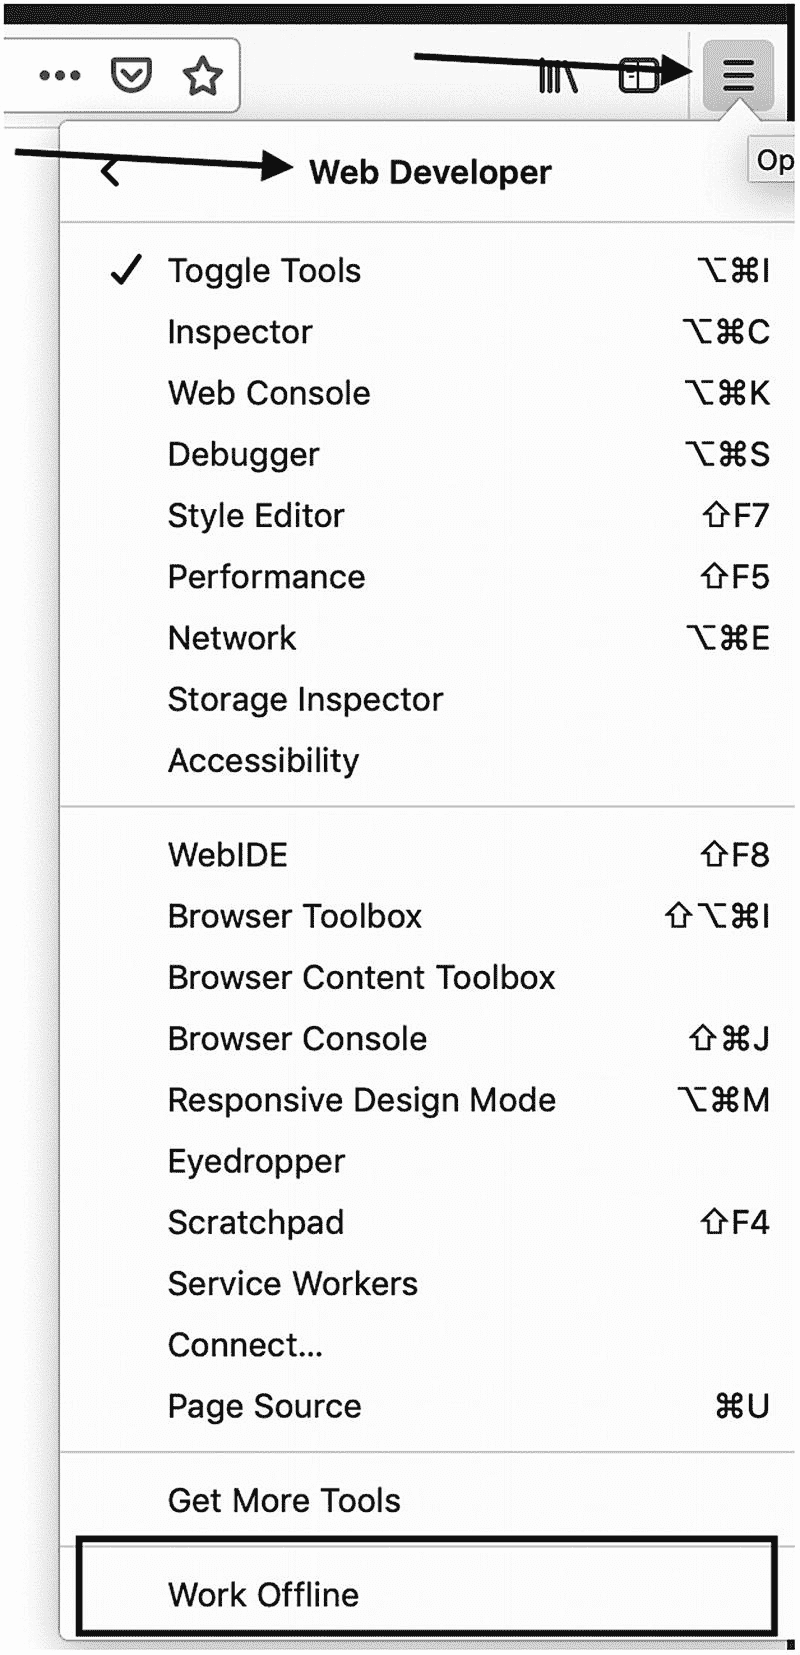 Web Developer
Op
Toggle Tools ⌥⌘I
Inspector ⌥⌘C
Web Console ⌥⌘K
Debugger ⌥⌘S
Style Editor ⇧F7
Performance ⇧F5
Network ⌥⌘E
Storage Inspector
Accessibility
WebIDE ⇧F8
Browser Toolbox ⇧⌥⌘I
Browser Content Toolbox
Browser Console ⇧⌘J
Responsive Design Mode ⌥⌘M
Eyedropper
Scratchpad ⇧F4
Service Workers
Connect...
Page Source ⌘U
Get More Tools
Work Offline